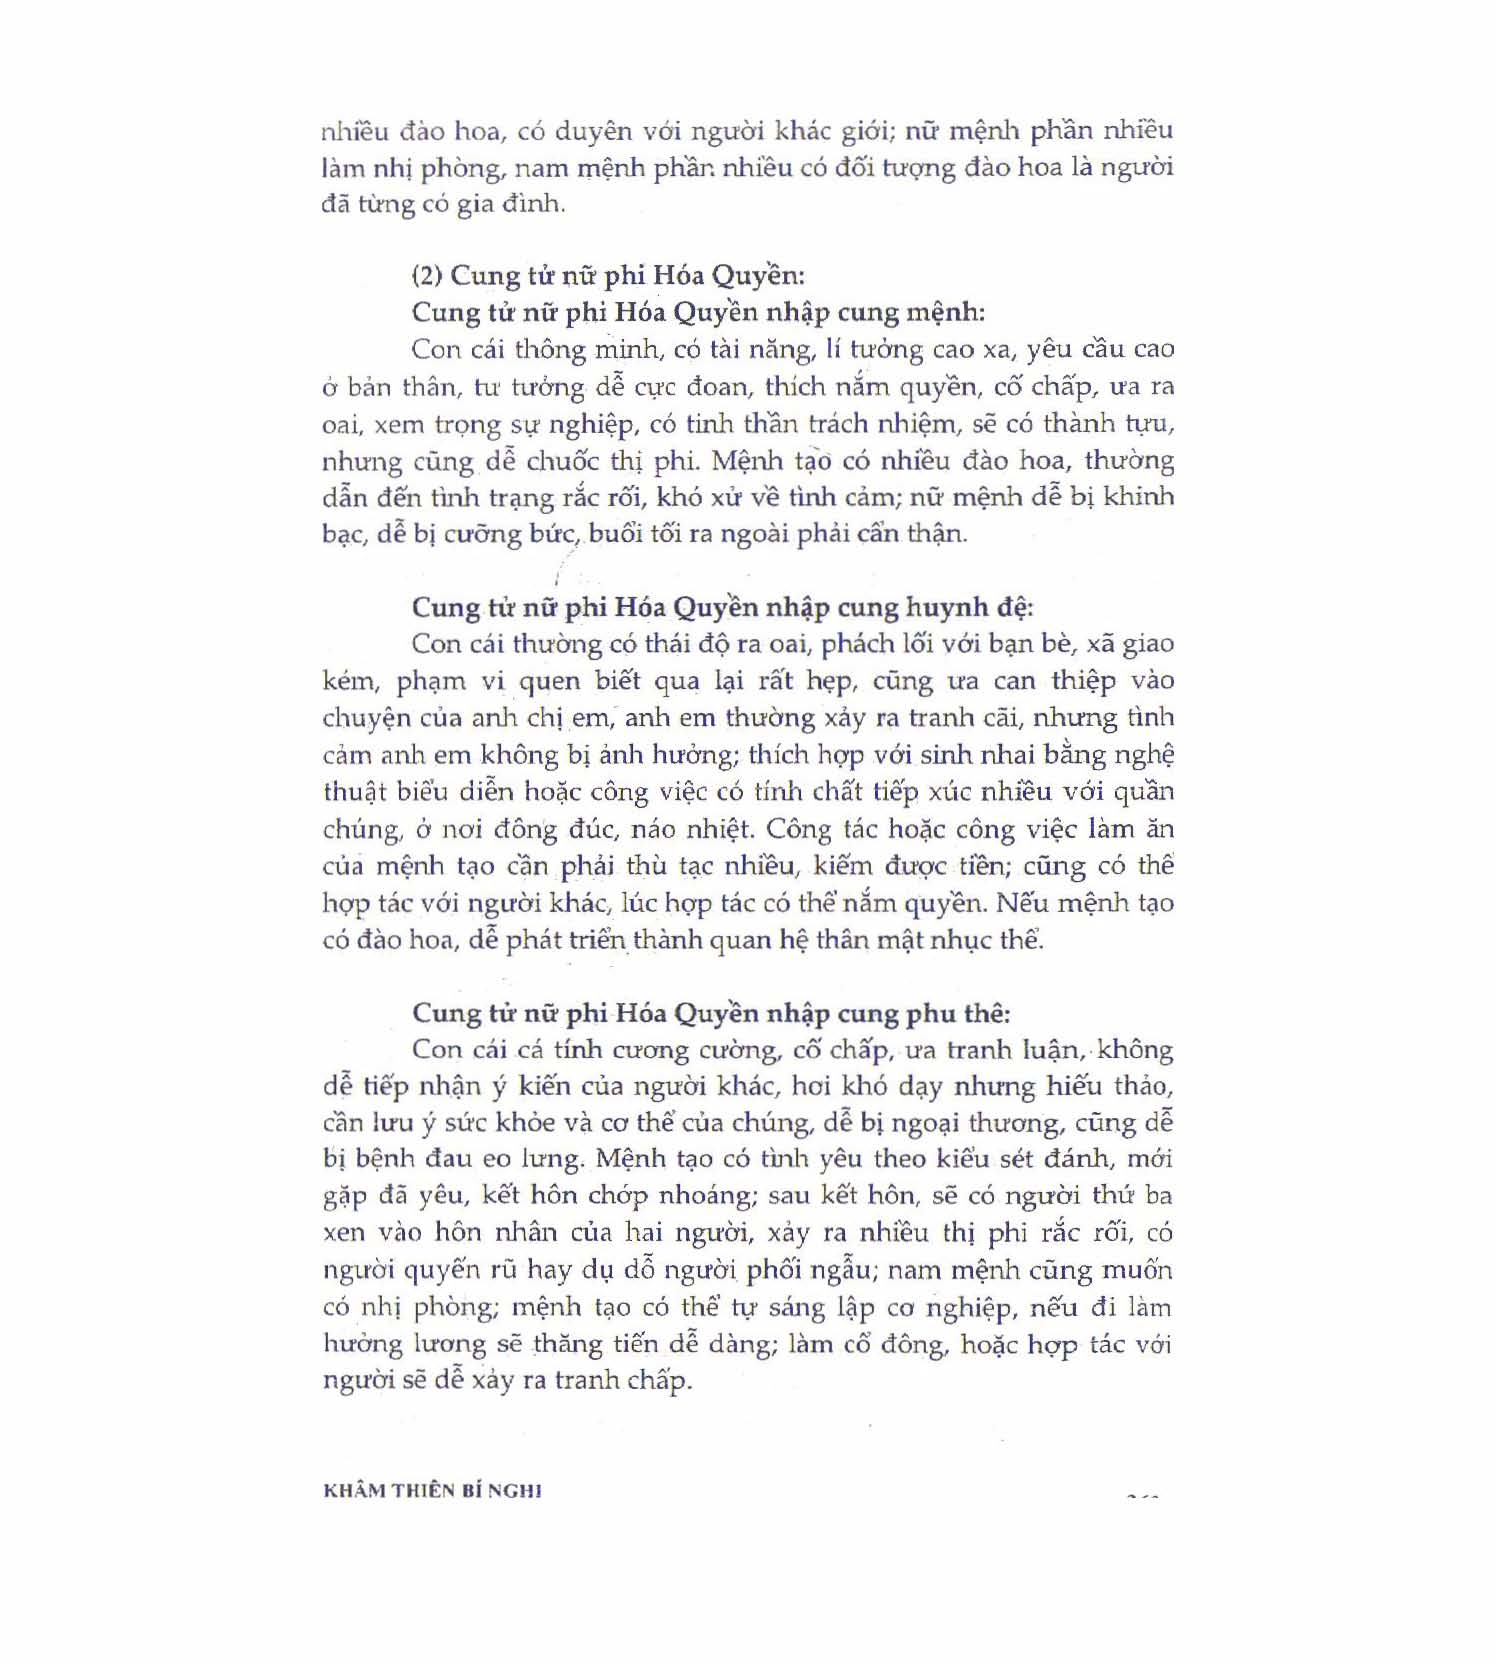 nhiều đào hoa, có duyên với người khác giới; nữ mệnh phần nhiều
làm nhị phòng, nam mệnh phần nhiều có đối tượng đào hoa là người
đã từng có gia đình.
(2) Cung tử nữ phi Hóa Quyền:
Cung tử nữ phi Hóa Quyền nhập cung mệnh:
Con cái thông minh, có tài năng, lí tưởng cao xa, yêu cầu cao
ở bản thân, tư tưởng dễ cực đoan, thích nắm quyền, cố chấp, ưa ra
oai, xem trọng sự nghiệp, có tinh thần trách nhiệm, sẽ có thành tựu,
nhưng cũng dễ chuốc thị phi. Mệnh tạo có nhiều đào hoa, thường
dẫn đến tình trạng rắc rối, khó xử về tình cảm; nữ mệnh dễ bị khinh
bạc, dễ bị cưỡng bức, buổi tối ra ngoài phải cẩn thận.
Cung tử nữ phi Hóa Quyền nhập cung huynh đệ:
Con cái thường có thái độ ra oai, phách lối với bạn bè, xã giao
kém, phạm vi quen biết qua lại rất hẹp, cũng ưa can thiệp vào
chuyện của anh chị em, anh em thường xảy ra tranh cãi, nhưng tình
cảm anh em không bị ảnh hưởng; thích hợp với sinh nhai bằng nghệ
thuật biểu diễn hoặc công việc có tính chất tiếp xúc nhiều với quần
chúng, ở nơi đông đúc, náo nhiệt. Công tác hoặc công việc làm ăn
của mệnh tạo cần phải thù tạc nhiều, kiếm được tiền; cũng có thể
hợp tác với người khác, lúc hợp tác có thể nắm quyền. Nếu mệnh tạo
có đào hoa, dễ phát triển thành quan hệ thân mật nhục thể.
Cung tử nữ phi Hóa Quyền nhập cung phu thê:
Con cái cá tính cương cường, cố chấp, ưa tranh luận, không
dễ tiếp nhận ý kiến của người khác, hơi khó dạy nhưng hiếu thảo,
cần lưu ý sức khỏe và cơ thể của chúng, dễ bị ngoại thương, cũng dễ
bị bệnh đau eo lưng. Mệnh tạo có tình yêu theo kiểu sét đánh, mới
gặp đã yêu, kết hôn chớp nhoáng; sau kết hôn, sẽ có người thứ ba
xen vào hôn nhân của hai người, xảy ra nhiều thị phi rắc rối, có
người quyến rũ hay dụ dỗ người phối ngẫu; nam mệnh cũng muốn
có nhị phòng; mệnh tạo có thể tự sáng lập cơ nghiệp, nếu đi làm
hưởng lương sẽ thăng tiến dễ dàng; làm cổ đông, hoặc hợp tác với
người sẽ dễ xảy ra tranh chấp.
KHÂM THIÊN BÍ NGHI